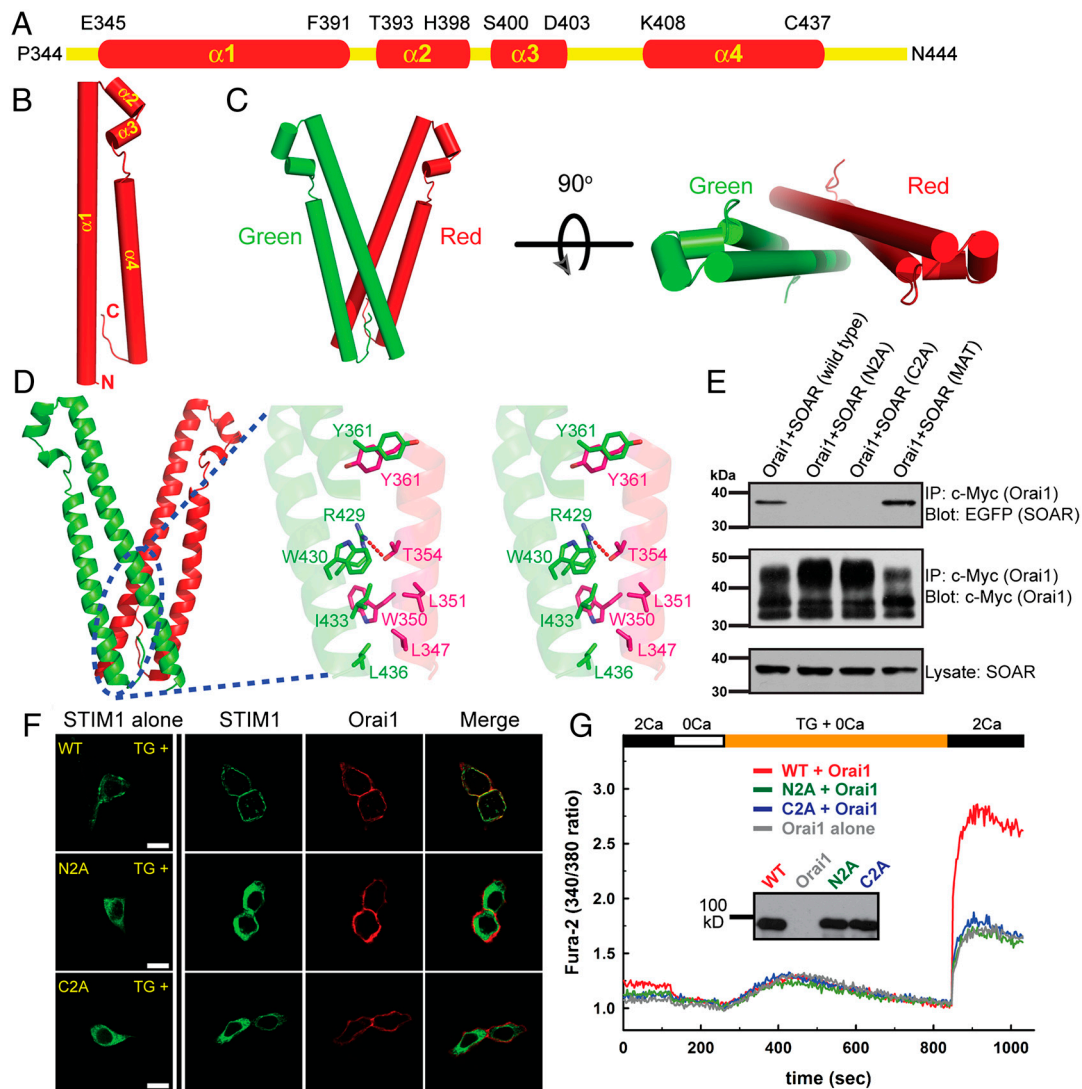 A
E345 F391 T393 H398 S400 D403 K408 C437
P344 α1 α2 α3 α4 N444
B
α1
α2
α3
α4
C
N
C
Green
Red
90°
Green
Red
D
Y361
Y361
R429
W430
T354
L351
I433
W350
L347
L436
Y361
Y361
R429
W430
T354
L351
I433
W350
L347
L436
E
Orai1+SOAR (wild type)
Orai1+SOAR (N2A)
Orai1+SOAR (C2A)
Orai1+SOAR (MAT)
kDa
40
30
IP: c-Myc (Orai1)
Blot: EGFP (SOAR)
50
40
30
IP: c-Myc (Orai1)
Blot: c-Myc (Orai1)
40
30
Lysate: SOAR
F
STIM1 alone STIM1 Orai1 Merge
WT TG +
N2A TG +
C2A TG +
G
2Ca 0Ca TG + 0Ca 2Ca
WT + Orai1
N2A + Orai1
C2A + Orai1
Orai1 alone
WT Orai1 N2A C2A
100
kD
Fura-2 (340/380 ratio)
3.0
2.5
2.0
1.5
1.0
0 200 400 600 800 1000
time (sec)